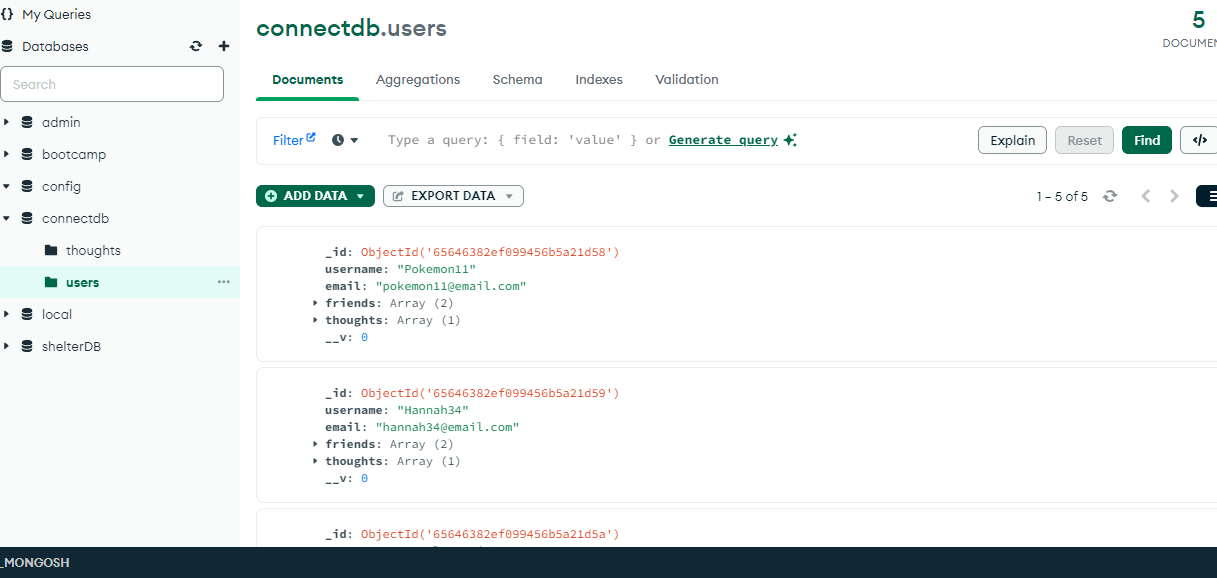 {} My Queries
Databases
Search
admin
bootcamp
config
connectdb
thoughts
users
local
shelterDB
connectdb.users
5
DOCUMEN
Documents Aggregations Schema Indexes Validation
Filter Type a query: { field: 'value' } or Generate query Explain Reset Find </>
ADD DATA EXPORT DATA 1 – 5 of 5
_id: ObjectId('65646382ef099456b5a21d58')
username: "Pokemon11"
email: "pokemon11@email.com"
friends: Array (2)
thoughts: Array (1)
__v: 0
_id: ObjectId('65646382ef099456b5a21d59')
username: "Hannah34"
email: "hannah34@email.com"
friends: Array (2)
thoughts: Array (1)
__v: 0
_id: ObjectId('65646382ef099456b5a21d5a')
_MONGOSH